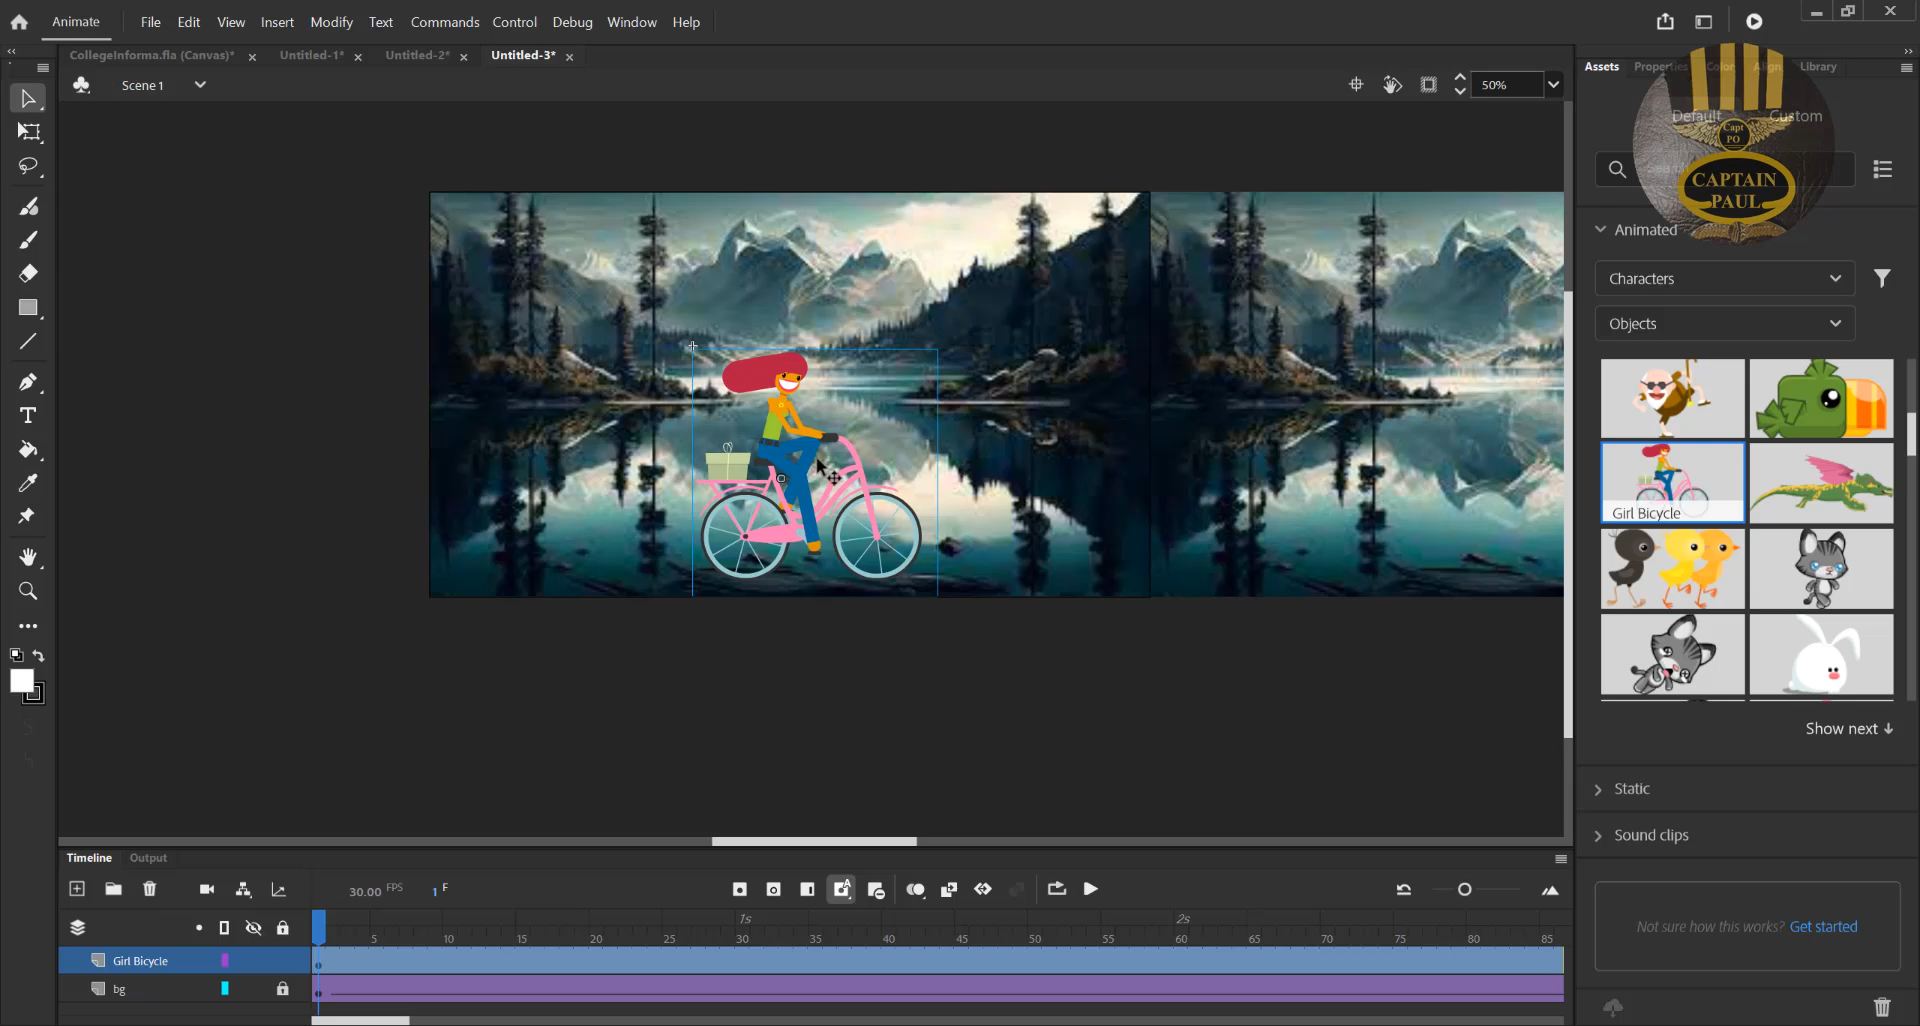 Animate File Edit View Insert Modify Text Commands Control Debug Window Help
CollegeInforma.fla (Canvas)* Untitled-1* Untitled-2* Untitled-3*
Scene 1
50%
Assets Properties Color Align Library
Default Custom
Capt
PO
CAPTAIN
PAUL
Animated
Characters
Objects
Girl Bicycle
Show next
Static
Sound clips
Not sure how this works? Get started
Timeline Output
30.00 FPS 1 F
1s 2s
5 10 15 20 25 30 35 40 45 50 55 60 65 70 75 80 85
Girl Bicycle
bg